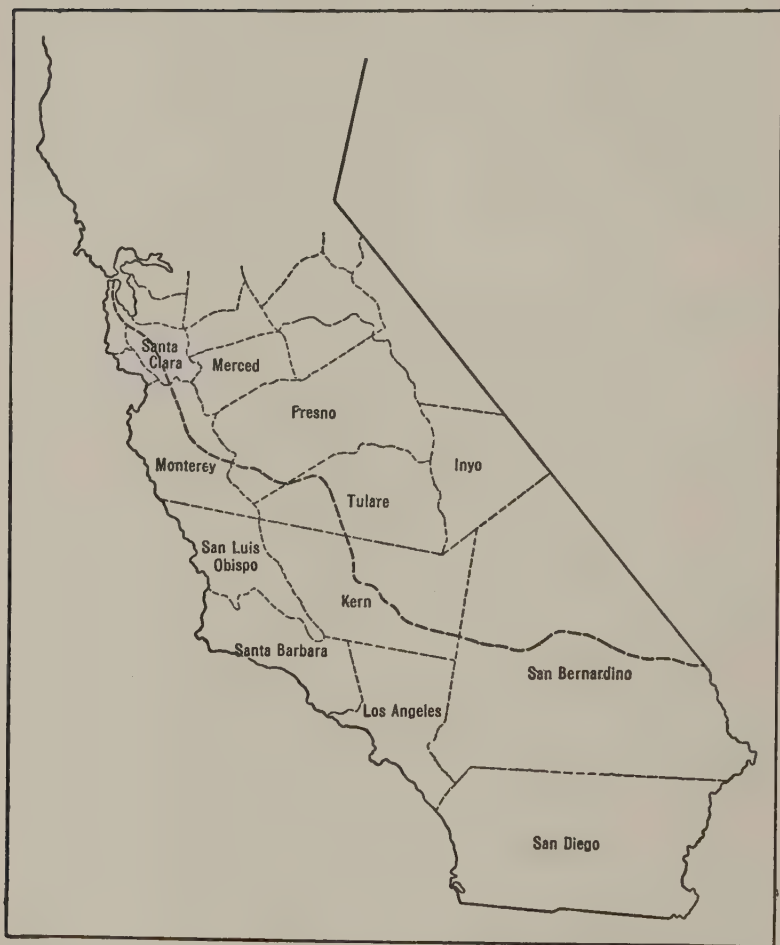 Santa
Clara
Merced
Presno
Monterey
Inyo
Tulare
San Luis
Obispo
Kern
Santa Barbara
San Bernardino
Los Angeles
San Diego